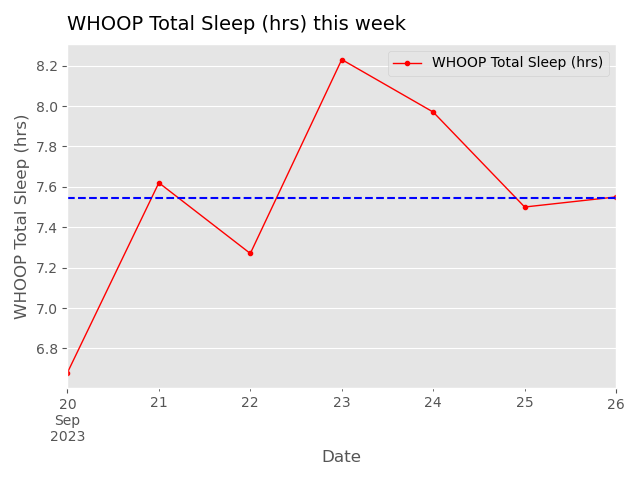 WHOOP Total Sleep (hrs) this week
WHOOP Total Sleep (hrs)
8.2
8.0
7.8
7.6
7.4
7.2
7.0
6.8
WHOOP Total Sleep (hrs)
20 21 22 23 24 25 26
Sep
2023
Date